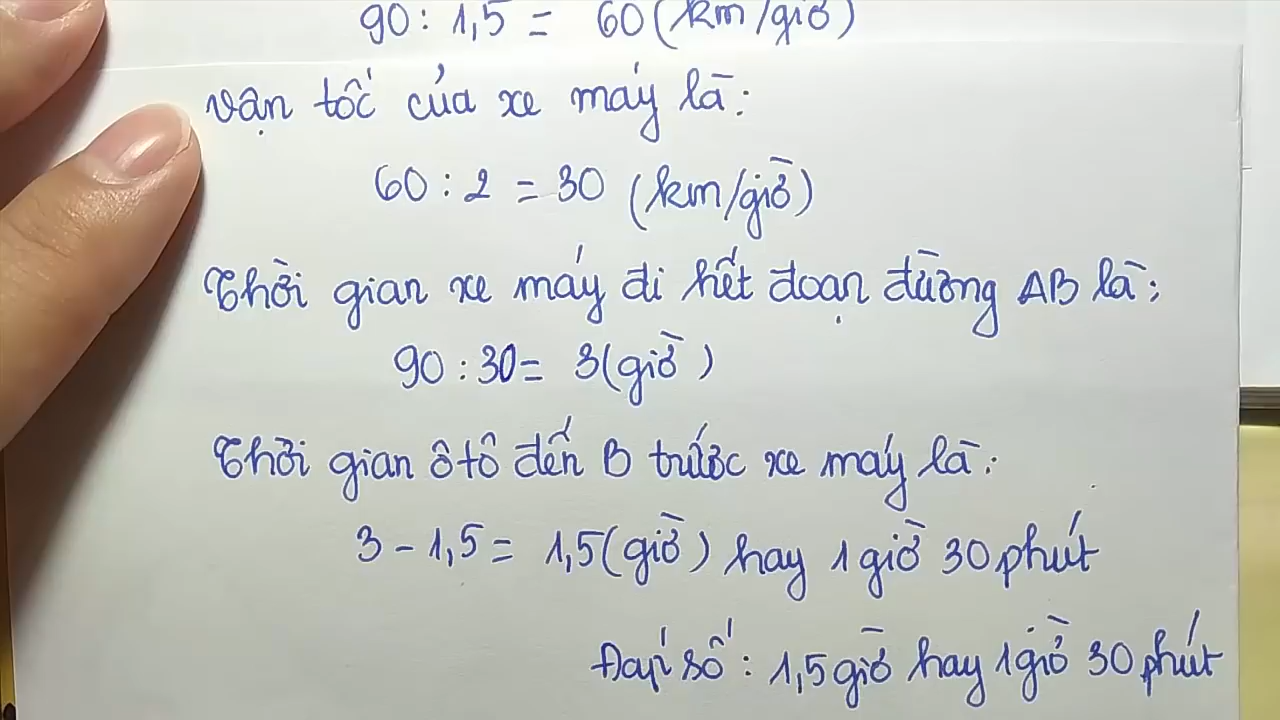 90 : 1,5 = 60 (km/giờ)
Vận tốc của xe máy là:
60 : 2 = 30 (km/giờ)
Thời gian xe máy đi hết đoạn đường AB là:
90 : 30 = 3 (giờ)
Thời gian ô tô đến B trước xe máy là:
3 - 1,5 = 1,5 (giờ) hay 1 giờ 30 phút
Đáp số: 1,5 giờ hay 1 giờ 30 phút